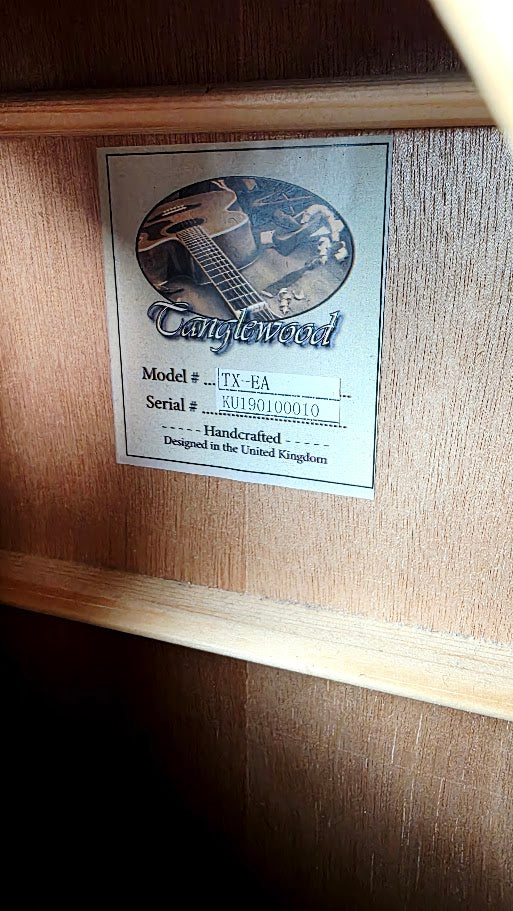 Tanglewood
Model # ... TX-EA
Serial # ... KU190100010
----- Handcrafted -----
Designed in the United Kingdom